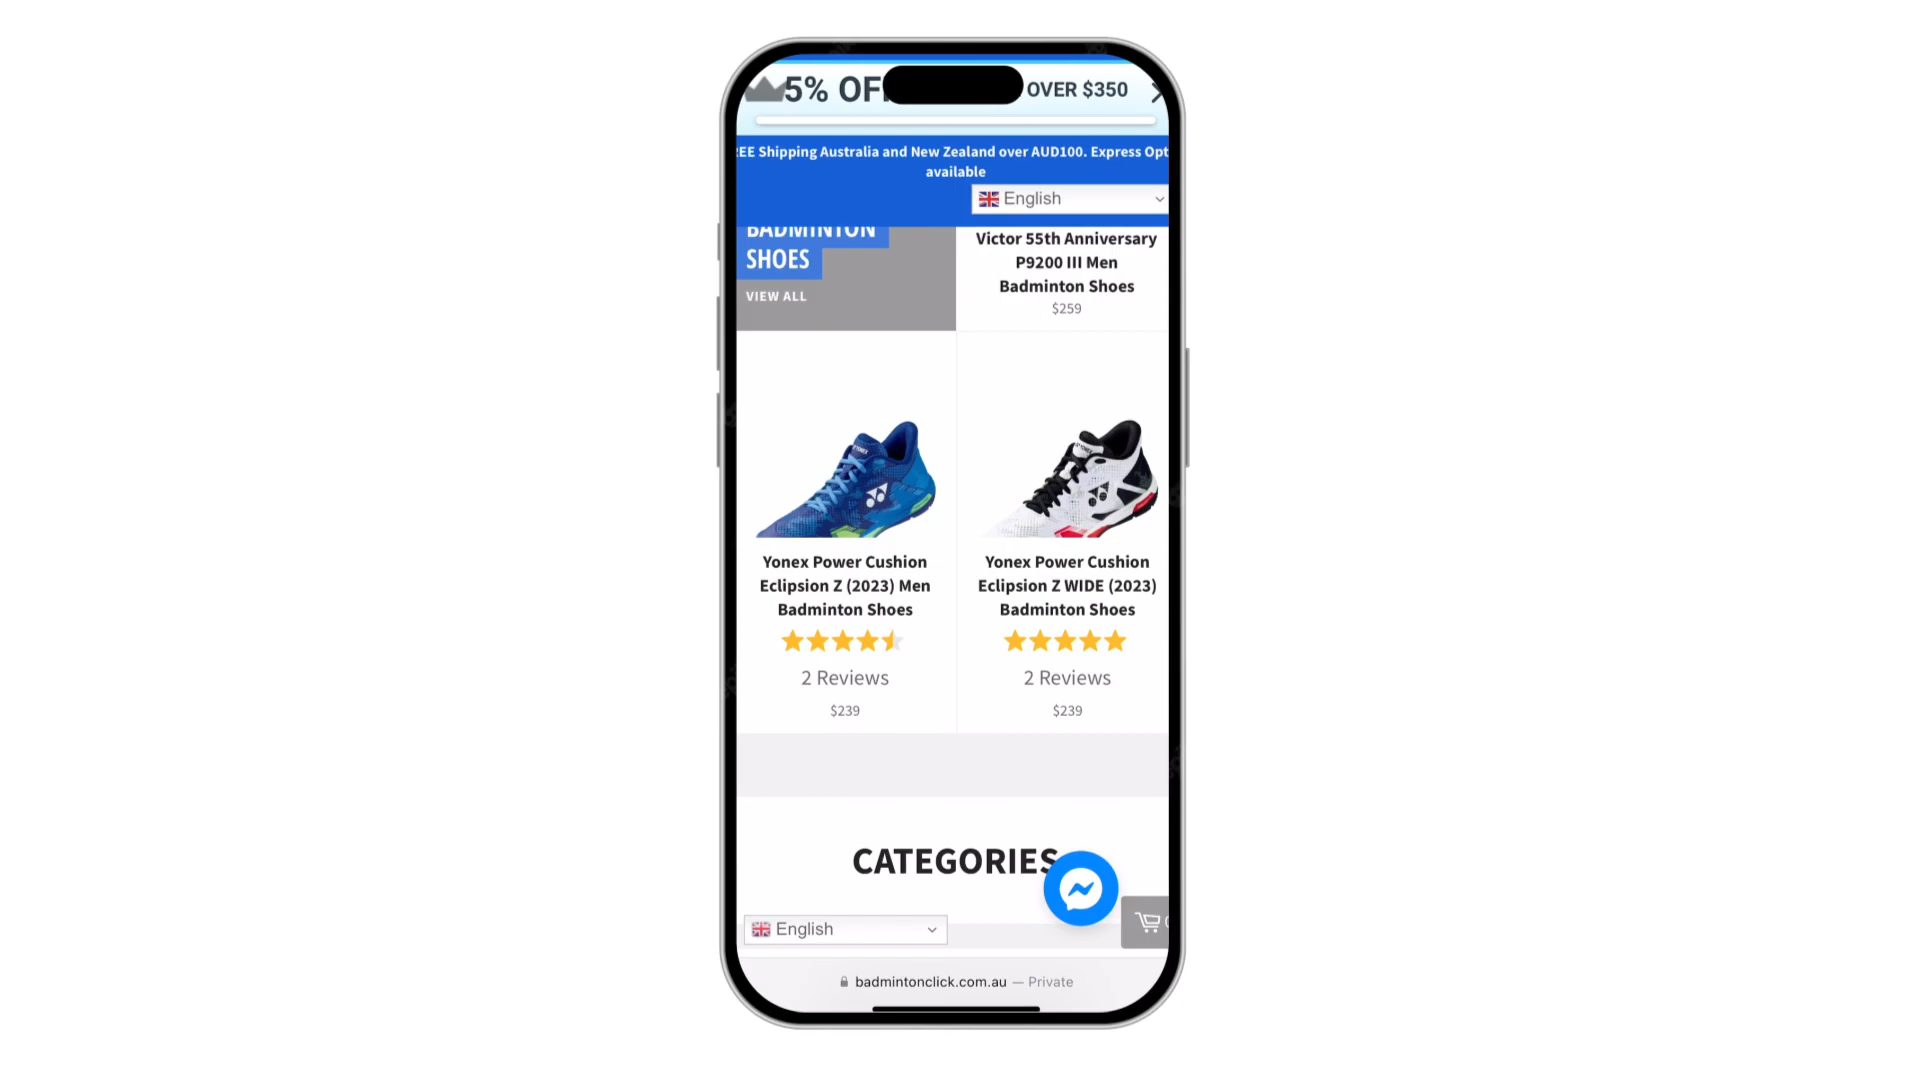 5% OF
OVER $350
EE Shipping Australia and New Zealand over AUD100. Express Opt
available
English
BADMINTON
SHOES
VIEW ALL
Victor 55th Anniversary
P9200 III Men
Badminton Shoes
$259
Yonex Power Cushion
Eclipsion Z (2023) Men
Badminton Shoes
2 Reviews
$239
Yonex Power Cushion
Eclipsion Z WIDE (2023)
Badminton Shoes
2 Reviews
$239
CATEGORIES
English
badmintonclick.com.au — Private